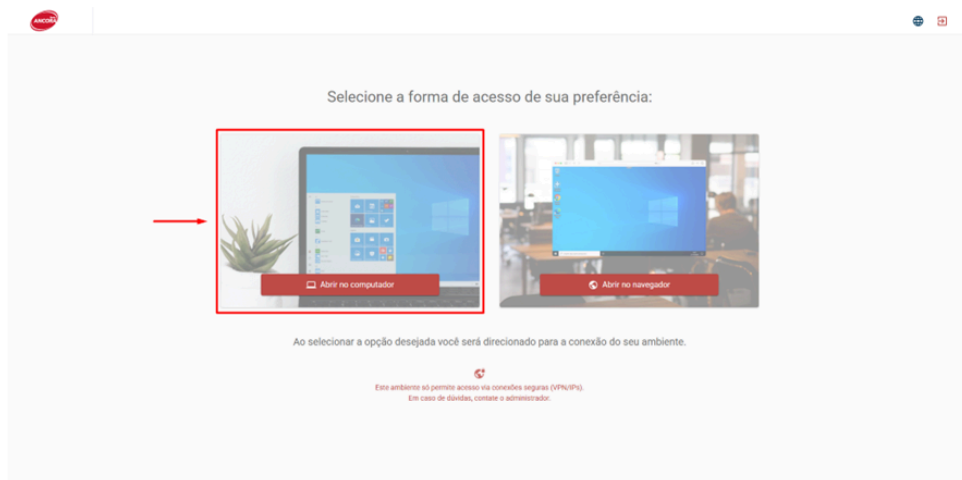 ANCORA
Selecione a forma de acesso de sua preferência:
Abrir no computador
Abrir no navegador
Ao selecionar a opção desejada você será direcionado para a conexão do seu ambiente.
Este ambiente só permite acesso via conexões seguras (VPN/IPs).
Em caso de dúvidas, contate o administrador.